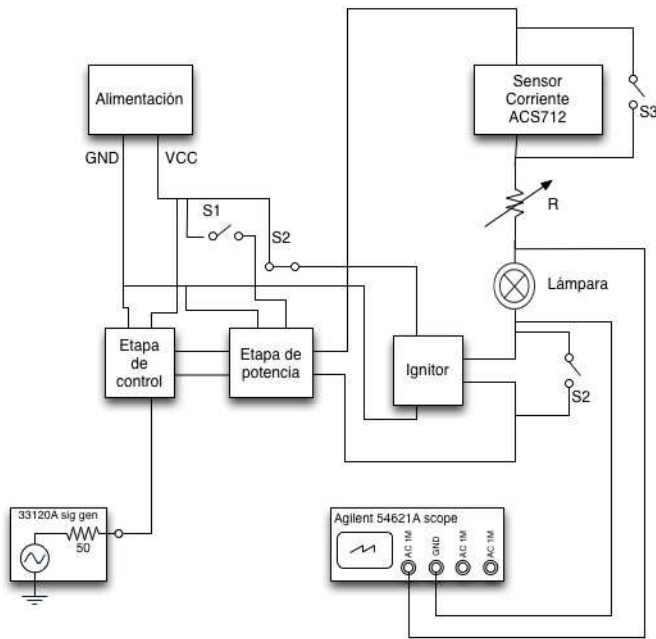 Alimentación
GND
VCC
S1
S2
Sensor
Corriente
ACS712
S3
R
Lámpara
Etapa
de
control
Etapa de
potencia
Ignitor
S2
33120A sig gen
50
Agilent 54621A scope
AC 1M
GND
AC 1M
AC 1M